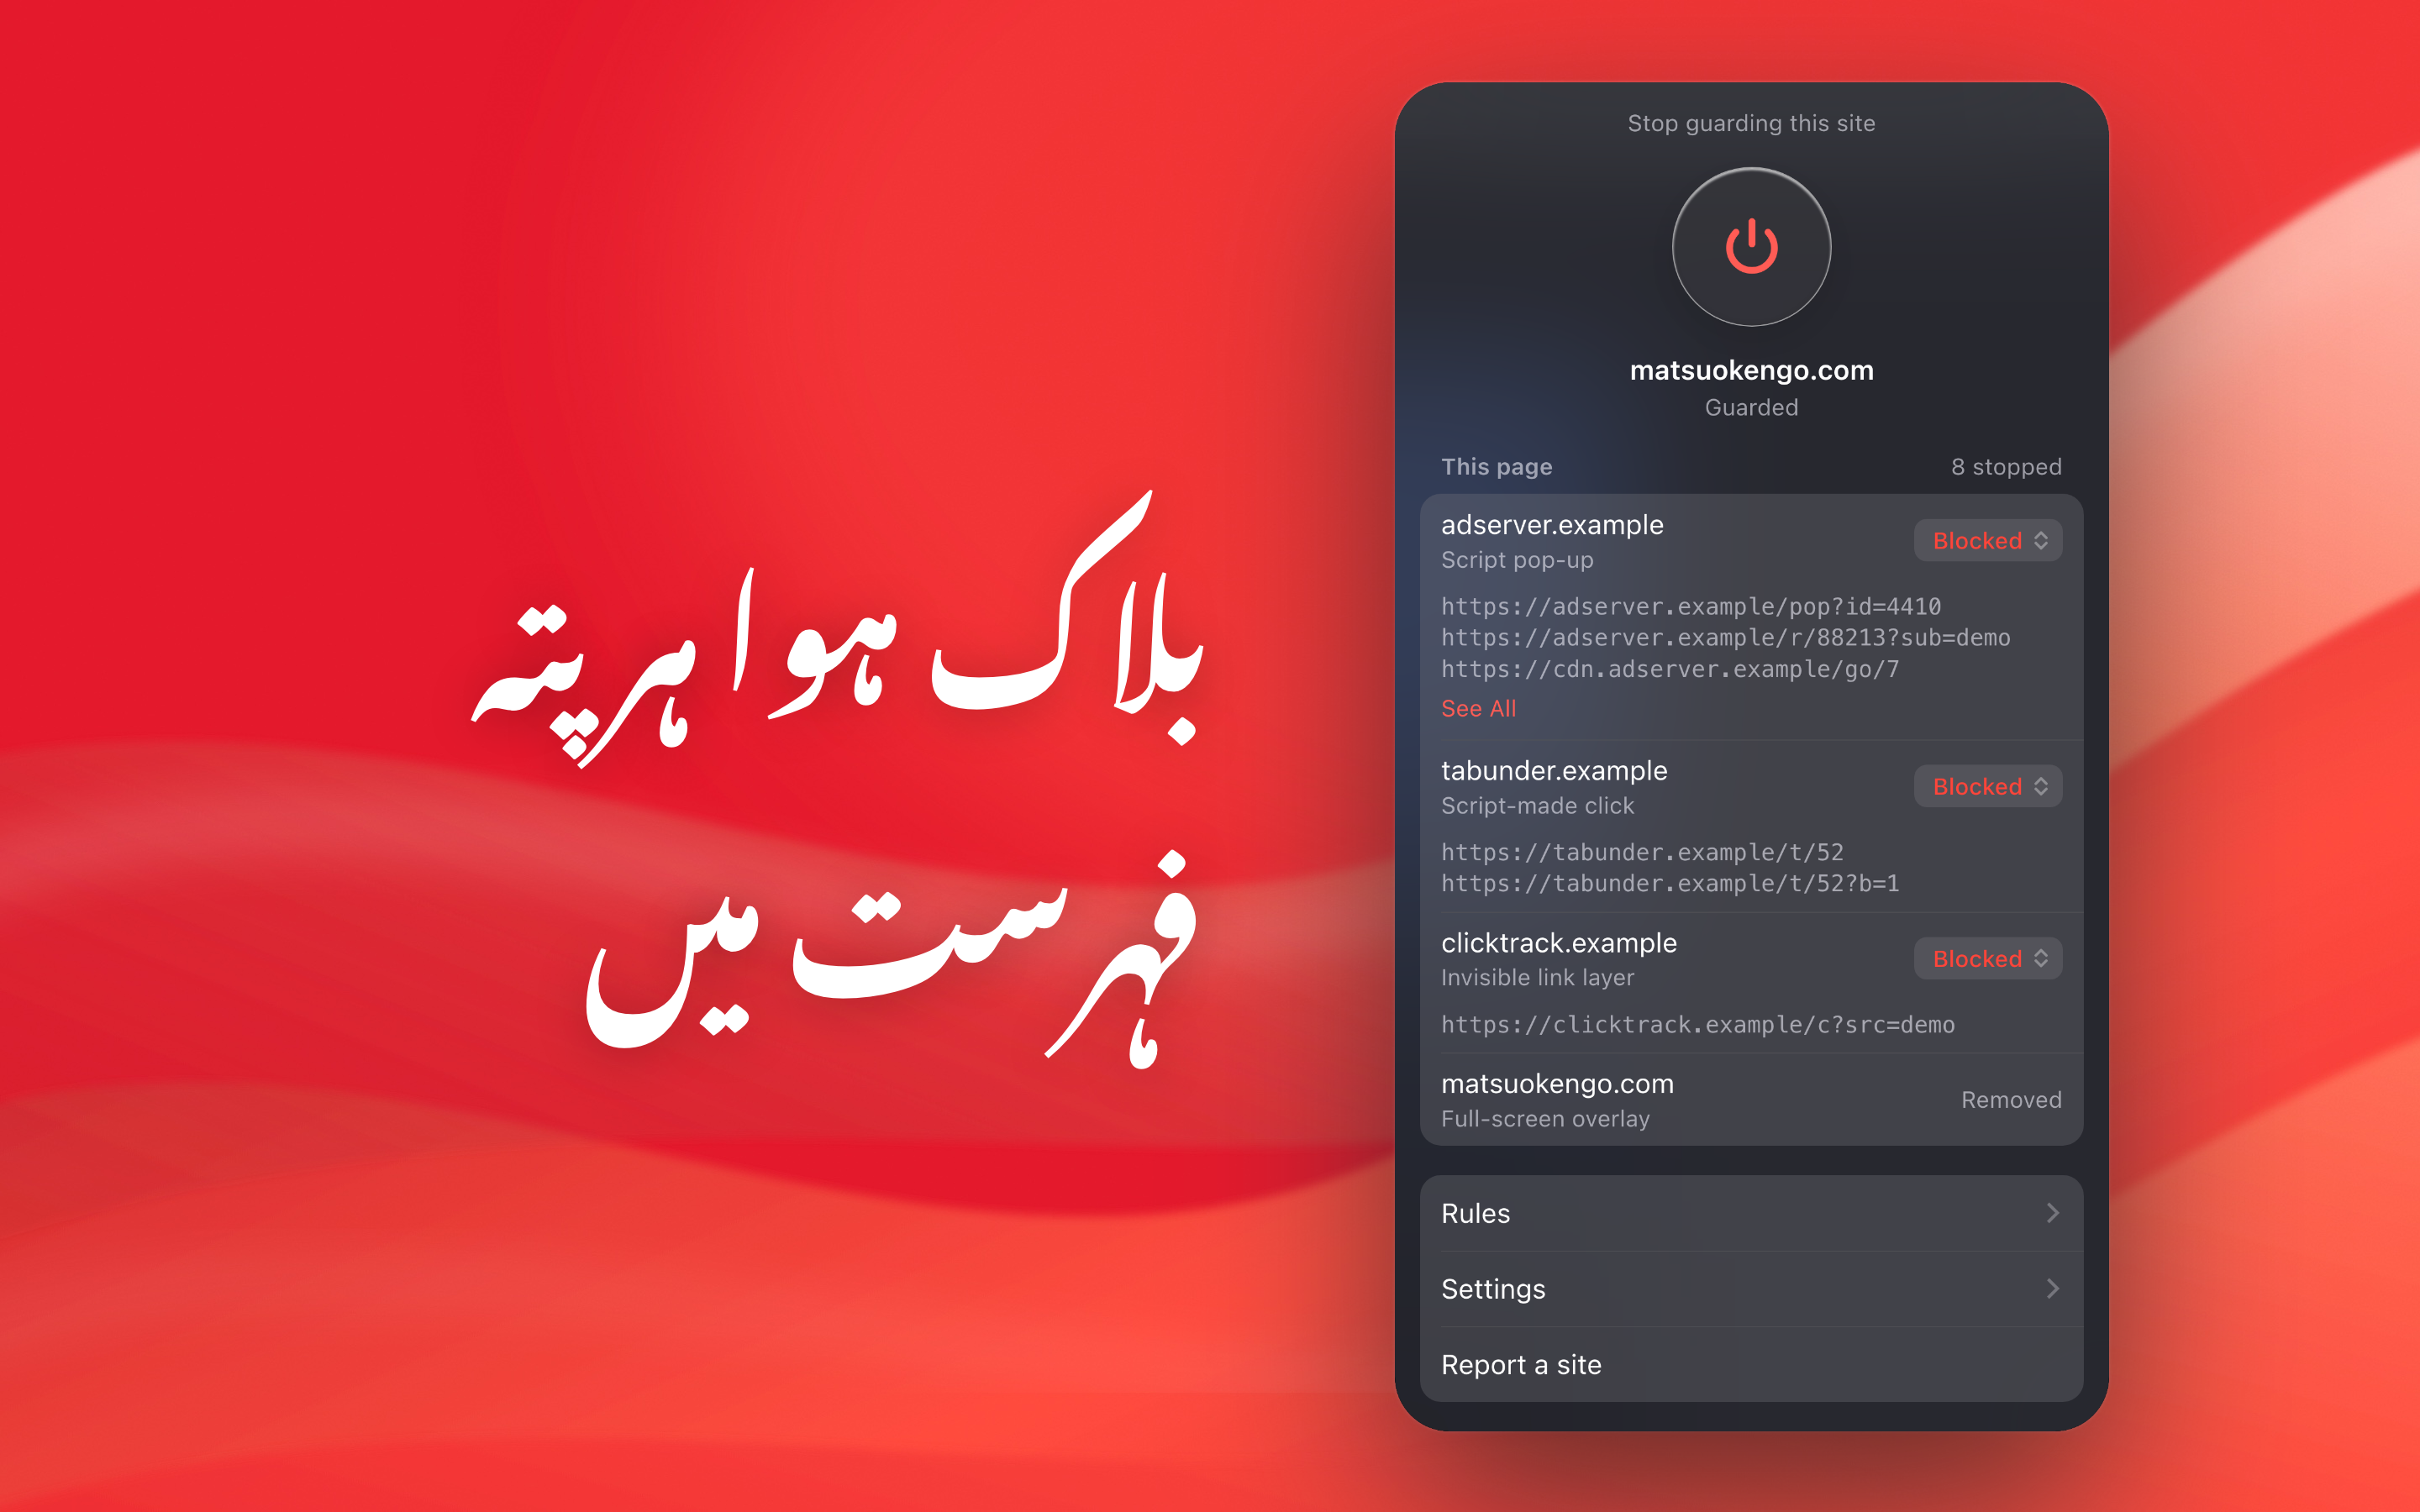 بلاک ہوا ہر پتہ
فہرست میں
Stop guarding this site
matsuokengo.com
Guarded
This page
8 stopped
adserver.example
Blocked
Script pop-up
https://adserver.example/pop?id=4410
https://adserver.example/r/88213?sub=demo
https://cdn.adserver.example/go/7
See All
tabunder.example
Blocked
Script-made click
https://tabunder.example/t/52
https://tabunder.example/t/52?b=1
clicktrack.example
Blocked
Invisible link layer
https://clicktrack.example/c?src=demo
matsuokengo.com
Removed
Full-screen overlay
Rules
Settings
Report a site